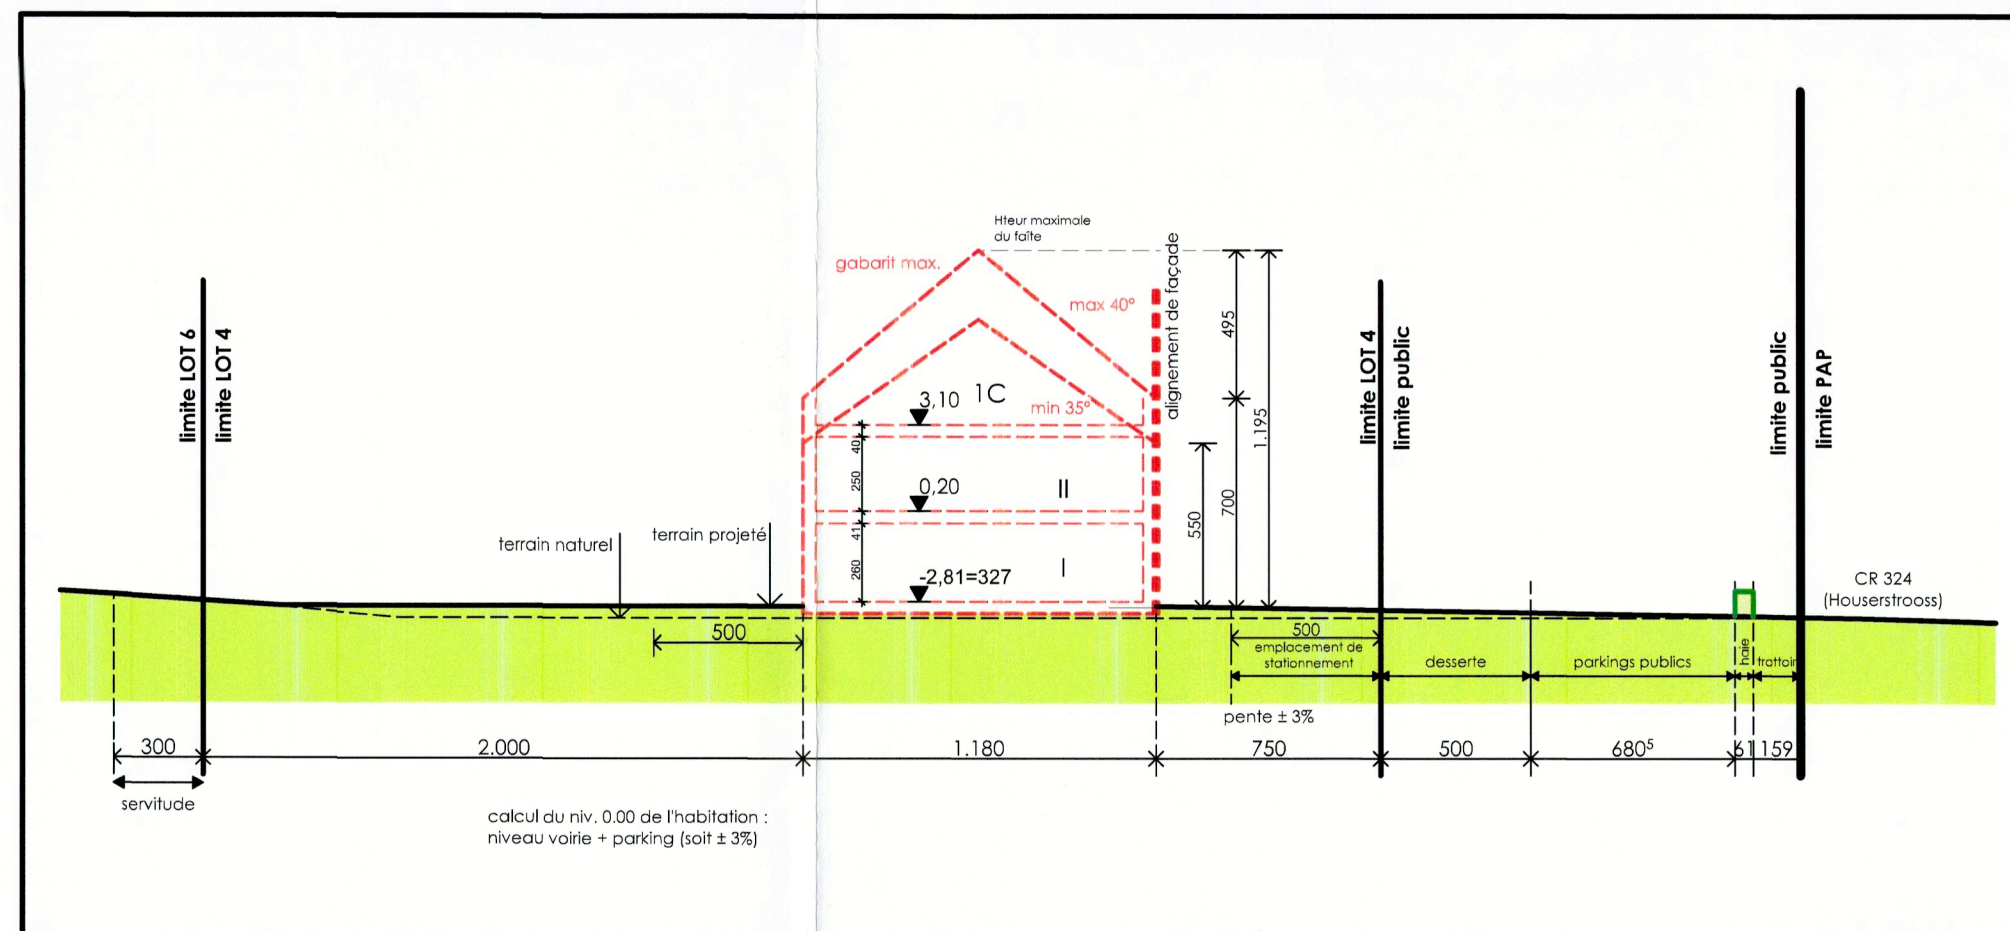 Hteur maximale
du faîte
gabarit max.
max 40°
alignement de façade
limite LOT 6
limite LOT 4
3,10
1C
min 35°
495
1.195
700
550
limite LOT 4
limite public
limite public
limite PAP
40
250
41
260
0,20
II
-2,81=327
I
terrain naturel
terrain projeté
CR 324
(Houserstrooss)
500
500
emplacement de
stationnement
desserte
parkings publics
haie
trottoir
pente ± 3%
300
2.000
1.180
750
500
680⁵
61
159
servitude
calcul du niv. 0.00 de l'habitation :
niveau voirie + parking (soit ± 3%)